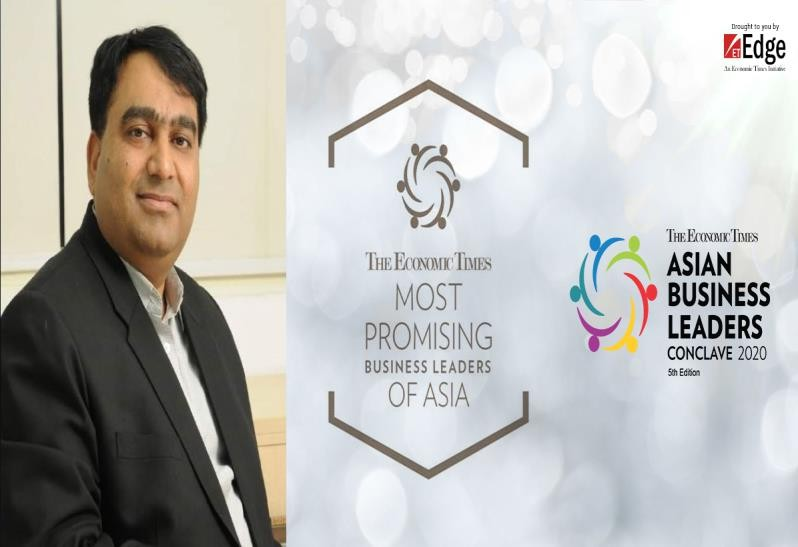 Brought to you by
ET Edge
An Economic Times Initiative
THE ECONOMIC TIMES
MOST
PROMISING
BUSINESS LEADERS
OF ASIA
THE ECONOMIC TIMES
ASIAN
BUSINESS
LEADERS
CONCLAVE 2020
5th Edition